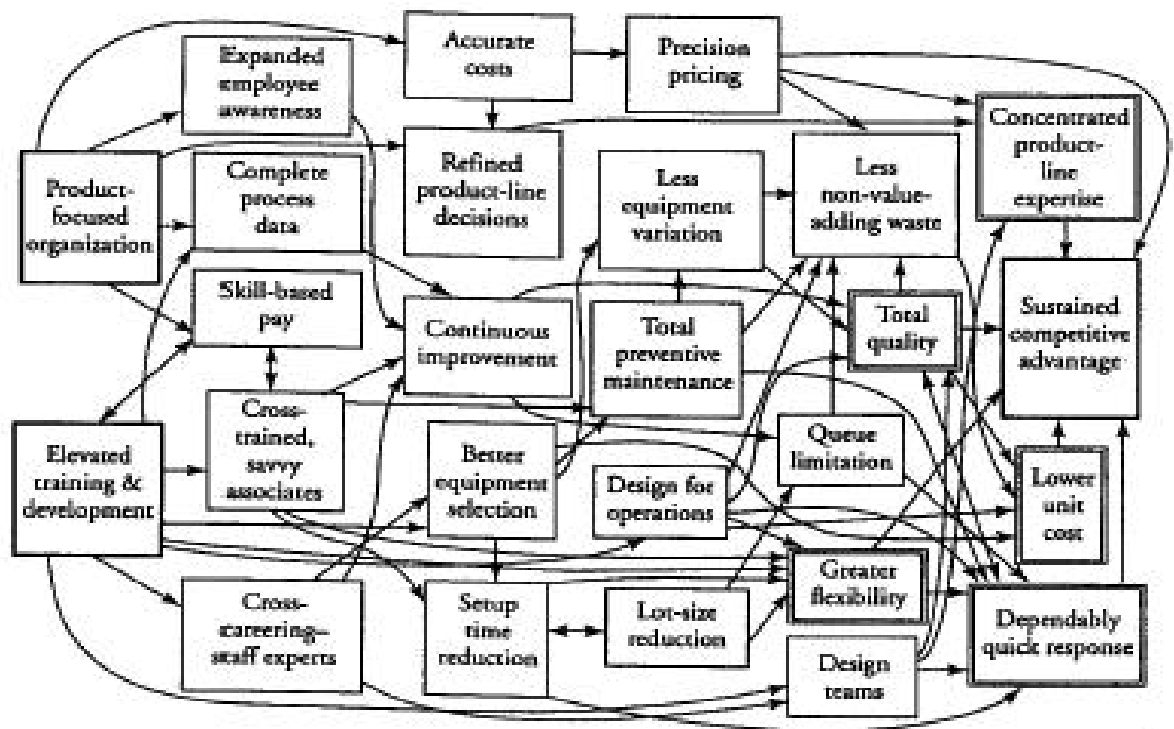 Expanded
employee
awareness
Accurate
costs
Precision
pricing
Concentrated
product-
line
expertise
Product-
focused
organization
Complete
process
data
Refined
product-line
decisions
Less
equipment
variation
Less
non-value-
adding waste
Skill-based
pay
Continuous
improvement
Total
preventive
maintenance
Total
quality
Sustained
competitive
advantage
Elevated
training &
development
Cross-
trained,
savvy
associates
Better
equipment
selection
Design for
operations
Queue
limitation
Lower
unit
cost
Cross-
careering–
staff experts
Setup
time
reduction
Lot-size
reduction
Greater
flexibility
Design
teams
Dependably
quick response